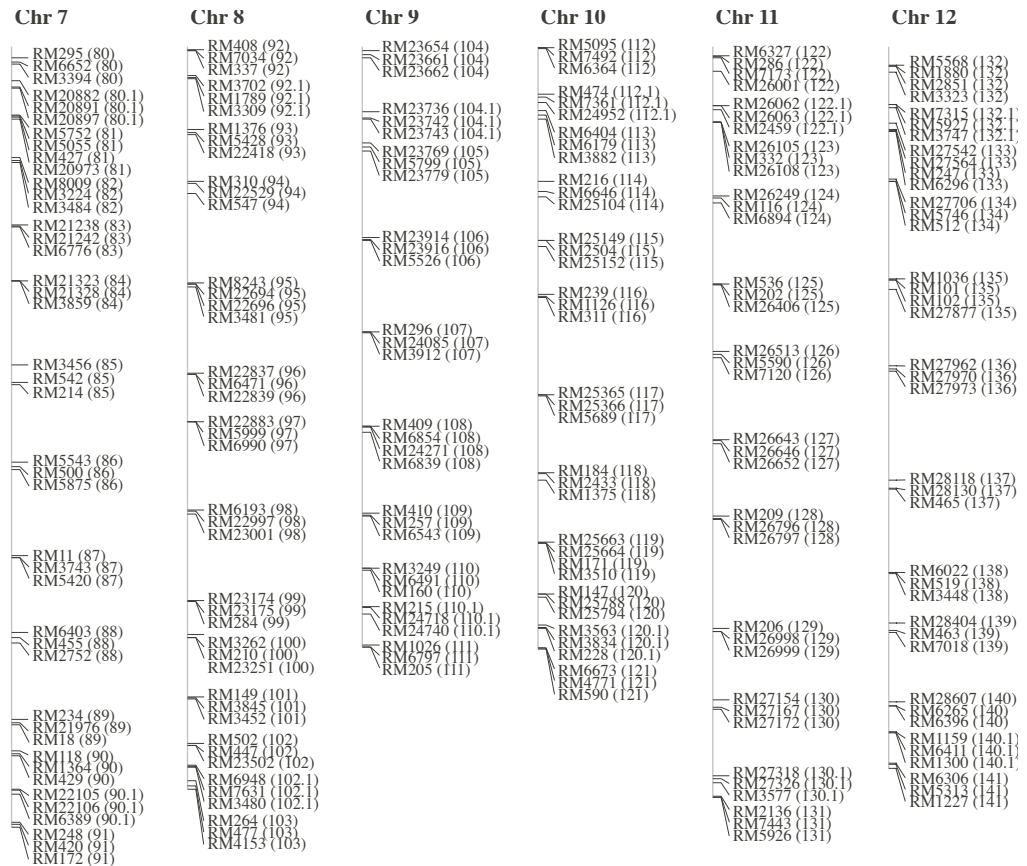 Chr 7
RM295 (80)
RM6652 (80)
RM3394 (80)
RM20882 (80.1)
RM20891 (80.1)
RM20897 (80.1)
RM5752 (81)
RM5055 (81)
RM427 (81)
RM20973 (81)
RM8009 (82)
RM3224 (82)
RM3484 (82)
RM21238 (83)
RM21242 (83)
RM6776 (83)
RM21323 (84)
RM21328 (84)
RM3859 (84)
RM3456 (85)
RM542 (85)
RM214 (85)
RM5543 (86)
RM500 (86)
RM5875 (86)
RM11 (87)
RM3743 (87)
RM5420 (87)
RM6403 (88)
RM455 (88)
RM2752 (88)
RM234 (89)
RM21976 (89)
RM18 (89)
RM118 (90)
RM1364 (90)
RM429 (90)
RM22105 (90.1)
RM22106 (90.1)
RM6389 (90.1)
RM248 (91)
RM420 (91)
RM172 (91)
Chr 8
RM408 (92)
RM7034 (92)
RM337 (92)
RM3702 (92.1)
RM1789 (92.1)
RM3309 (92.1)
RM1376 (93)
RM5428 (93)
RM22418 (93)
RM310 (94)
RM22529 (94)
RM547 (94)
RM8243 (95)
RM22694 (95)
RM22696 (95)
RM3481 (95)
RM22837 (96)
RM6471 (96)
RM22839 (96)
RM22883 (97)
RM5999 (97)
RM6990 (97)
RM6193 (98)
RM22997 (98)
RM23001 (98)
RM23174 (99)
RM23175 (99)
RM284 (99)
RM3262 (100)
RM210 (100)
RM23251 (100)
RM149 (101)
RM3845 (101)
RM3452 (101)
RM502 (102)
RM447 (102)
RM23502 (102)
RM6948 (102.1)
RM7631 (102.1)
RM3480 (102.1)
RM264 (103)
RM477 (103)
RM4153 (103)
Chr 9
RM23654 (104)
RM23661 (104)
RM23662 (104)
RM23736 (104.1)
RM23742 (104.1)
RM23743 (104.1)
RM23769 (105)
RM5799 (105)
RM23779 (105)
RM23914 (106)
RM23916 (106)
RM5526 (106)
RM296 (107)
RM24085 (107)
RM3912 (107)
RM409 (108)
RM6854 (108)
RM24271 (108)
RM6839 (108)
RM410 (109)
RM257 (109)
RM6543 (109)
RM3249 (110)
RM6491 (110)
RM160 (110)
RM215 (110.1)
RM24718 (110.1)
RM24740 (110.1)
RM1026 (111)
RM6797 (111)
RM205 (111)
Chr 10
RM5095 (112)
RM7492 (112)
RM6364 (112)
RM474 (112.1)
RM7361 (112.1)
RM24952 (112.1)
RM6404 (113)
RM6179 (113)
RM3882 (113)
RM216 (114)
RM6646 (114)
RM25104 (114)
RM25149 (115)
RM2504 (115)
RM25152 (115)
RM239 (116)
RM1126 (116)
RM311 (116)
RM25365 (117)
RM25366 (117)
RM5689 (117)
RM184 (118)
RM2433 (118)
RM1375 (118)
RM25663 (119)
RM25664 (119)
RM171 (119)
RM3510 (119)
RM147 (120)
RM25788 (120)
RM25794 (120)
RM3563 (120.1)
RM3834 (120.1)
RM228 (120.1)
RM6673 (121)
RM4771 (121)
RM590 (121)
Chr 11
RM6327 (122)
RM286 (122)
RM7173 (122)
RM26001 (122)
RM26062 (122.1)
RM26063 (122.1)
RM2459 (122.1)
RM26105 (123)
RM332 (123)
RM26108 (123)
RM26249 (124)
RM116 (124)
RM6894 (124)
RM536 (125)
RM202 (125)
RM26406 (125)
RM26513 (126)
RM5590 (126)
RM7120 (126)
RM26643 (127)
RM26646 (127)
RM26652 (127)
RM209 (128)
RM26796 (128)
RM26797 (128)
RM206 (129)
RM26998 (129)
RM26999 (129)
RM27154 (130)
RM27167 (130)
RM27172 (130)
RM27318 (130.1)
RM27326 (130.1)
RM3577 (130.1)
RM2136 (131)
RM7443 (131)
RM5926 (131)
Chr 12
RM5568 (132)
RM1880 (132)
RM2851 (132)
RM3323 (132)
RM7315 (132.1)
RM5927 (132.1)
RM3747 (132.1)
RM27542 (133)
RM27564 (133)
RM247 (133)
RM6296 (133)
RM27706 (134)
RM5746 (134)
RM512 (134)
RM1036 (135)
RM101 (135)
RM102 (135)
RM27877 (135)
RM27962 (136)
RM27970 (136)
RM27973 (136)
RM28118 (137)
RM28130 (137)
RM465 (137)
RM6022 (138)
RM519 (138)
RM3448 (138)
RM28404 (139)
RM463 (139)
RM7018 (139)
RM28607 (140)
RM6265 (140)
RM6396 (140)
RM1159 (140.1)
RM6411 (140.1)
RM1300 (140.1)
RM6306 (141)
RM5313 (141)
RM1227 (141)